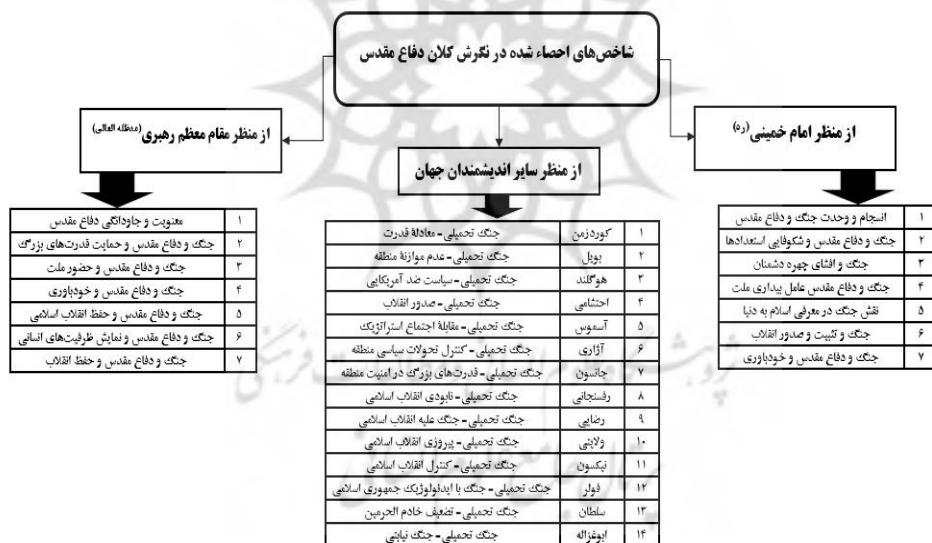 شاخص‌های احصاء شده در نگرش کلان دفاع مقدس
از منظر امام خمینی (ره)
۱ انسجام و وحدت جنگ و دفاع مقدس
۲ جنگ و دفاع مقدس و شکوفایی استعدادها
۳ جنگ و افشای چهره دشمنان
۴ جنگ و دفاع مقدس عامل بیداری ملت
۵ نقش جنگ در معرفی اسلام به دنیا
۶ جنگ و تثبیت و صدور انقلاب
۷ جنگ و دفاع مقدس و خودباوری
از منظر سایر اندیشمندان جهان
۱ کوردزمن جنگ تحمیلی- معادلۀ قدرت
۲ بویل جنگ تحمیلی- عدم موازنۀ منطقه
۳ هوگلند جنگ تحمیلی- سیاست ضد آمریکایی
۴ احتشامی جنگ تحمیلی- صدور انقلاب
۵ آسموس جنگ تحمیلی- مقابلۀ اجتماع استراتژیک
۶ آزاری جنگ تحمیلی- کنترل تحولات سیاسی منطقه
۷ جانسون جنگ تحمیلی- قدرت‌های بزرگ در امنیت منطقه
۸ رفسنجانی جنگ تحمیلی- نابودی انقلاب اسلامی
۹ رضایی جنگ تحمیلی- جنگ علیه انقلاب اسلامی
۱۰ ولایتی جنگ تحمیلی- پیروزی انقلاب اسلامی
۱۱ نیکسون جنگ تحمیلی- کنترل انقلاب اسلامی
۱۲ فولر جنگ تحمیلی- جنگ با ایدئولوژیک جمهوری اسلامی
۱۳ سلطان جنگ تحمیلی- تضعیف خادم الحرمین
۱۴ ابوغزاله جنگ تحمیلی- جنگ نیابتی
از منظر مقام معظم رهبری (مدظله العالی)
۱ معنویت و جاودانگی دفاع مقدس
۲ جنگ و دفاع مقدس و حمایت قدرت‌های بزرگ
۳ جنگ و دفاع مقدس و حضور ملت
۴ جنگ و دفاع مقدس و خودباوری
۵ جنگ و دفاع مقدس و حفظ انقلاب اسلامی
۶ جنگ و دفاع مقدس و نمایش ظرفیت‌های انسانی
۷ جنگ و دفاع مقدس و حفظ انقلاب